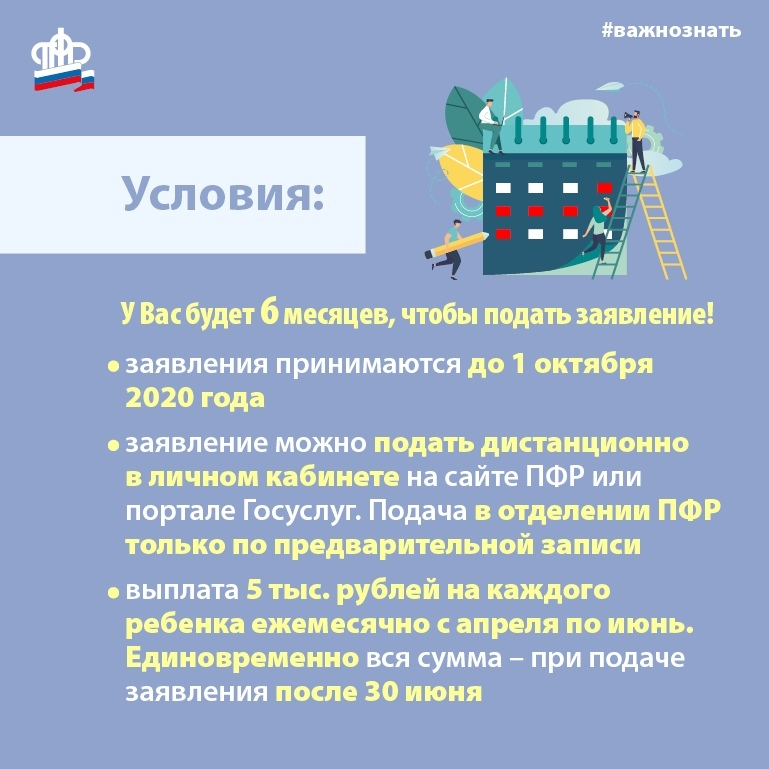 #важнознать
ПФР
Условия:
У Вас будет 6 месяцев, чтобы подать заявление!
• заявления принимаются до 1 октября
2020 года
• заявление можно подать дистанционно
в личном кабинете на сайте ПФР или
портале Госуслуг. Подача в отделении ПФР
только по предварительной записи
• выплата 5 тыс. рублей на каждого
ребенка ежемесячно с апреля по июнь.
Единовременно вся сумма – при подаче
заявления после 30 июня